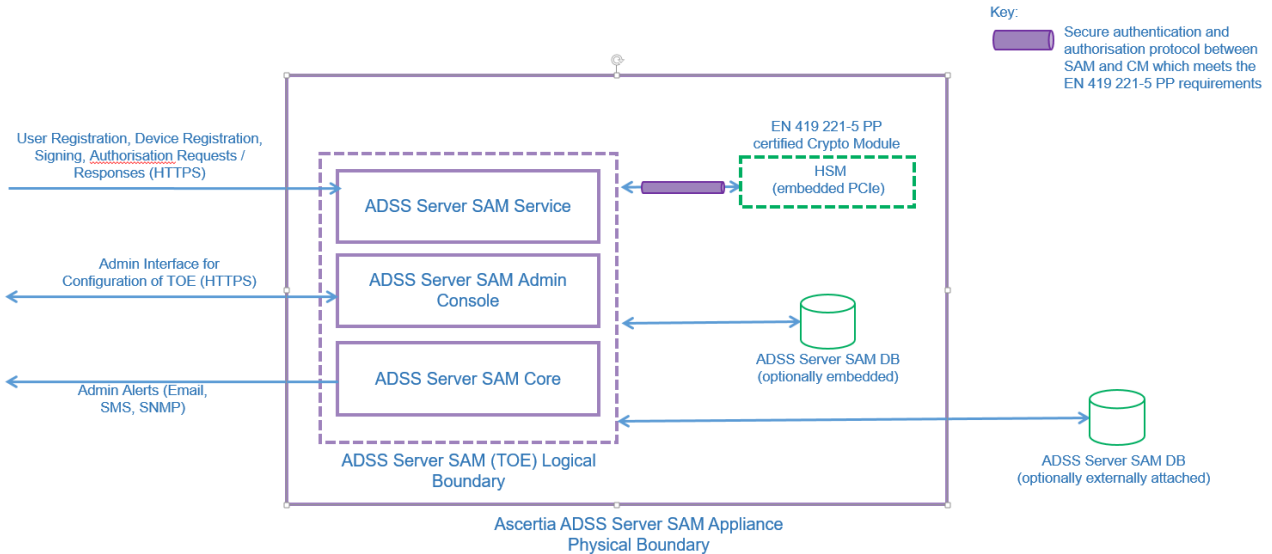 Key:
Secure authentication and
authorisation protocol between
SAM and CM which meets the
EN 419 221-5 PP requirements
User Registration, Device Registration,
Signing, Authorisation Requests /
Responses (HTTPS)
EN 419 221-5 PP
certified Crypto Module
HSM
(embedded PCIe)
ADSS Server SAM Service
Admin Interface for
Configuration of TOE (HTTPS)
ADSS Server SAM Admin
Console
ADSS Server SAM DB
(optionally embedded)
ADSS Server SAM Core
Admin Alerts (Email,
SMS, SNMP)
ADSS Server SAM (TOE) Logical
Boundary
ADSS Server SAM DB
(optionally externally attached)
Ascertia ADSS Server SAM Appliance
Physical Boundary